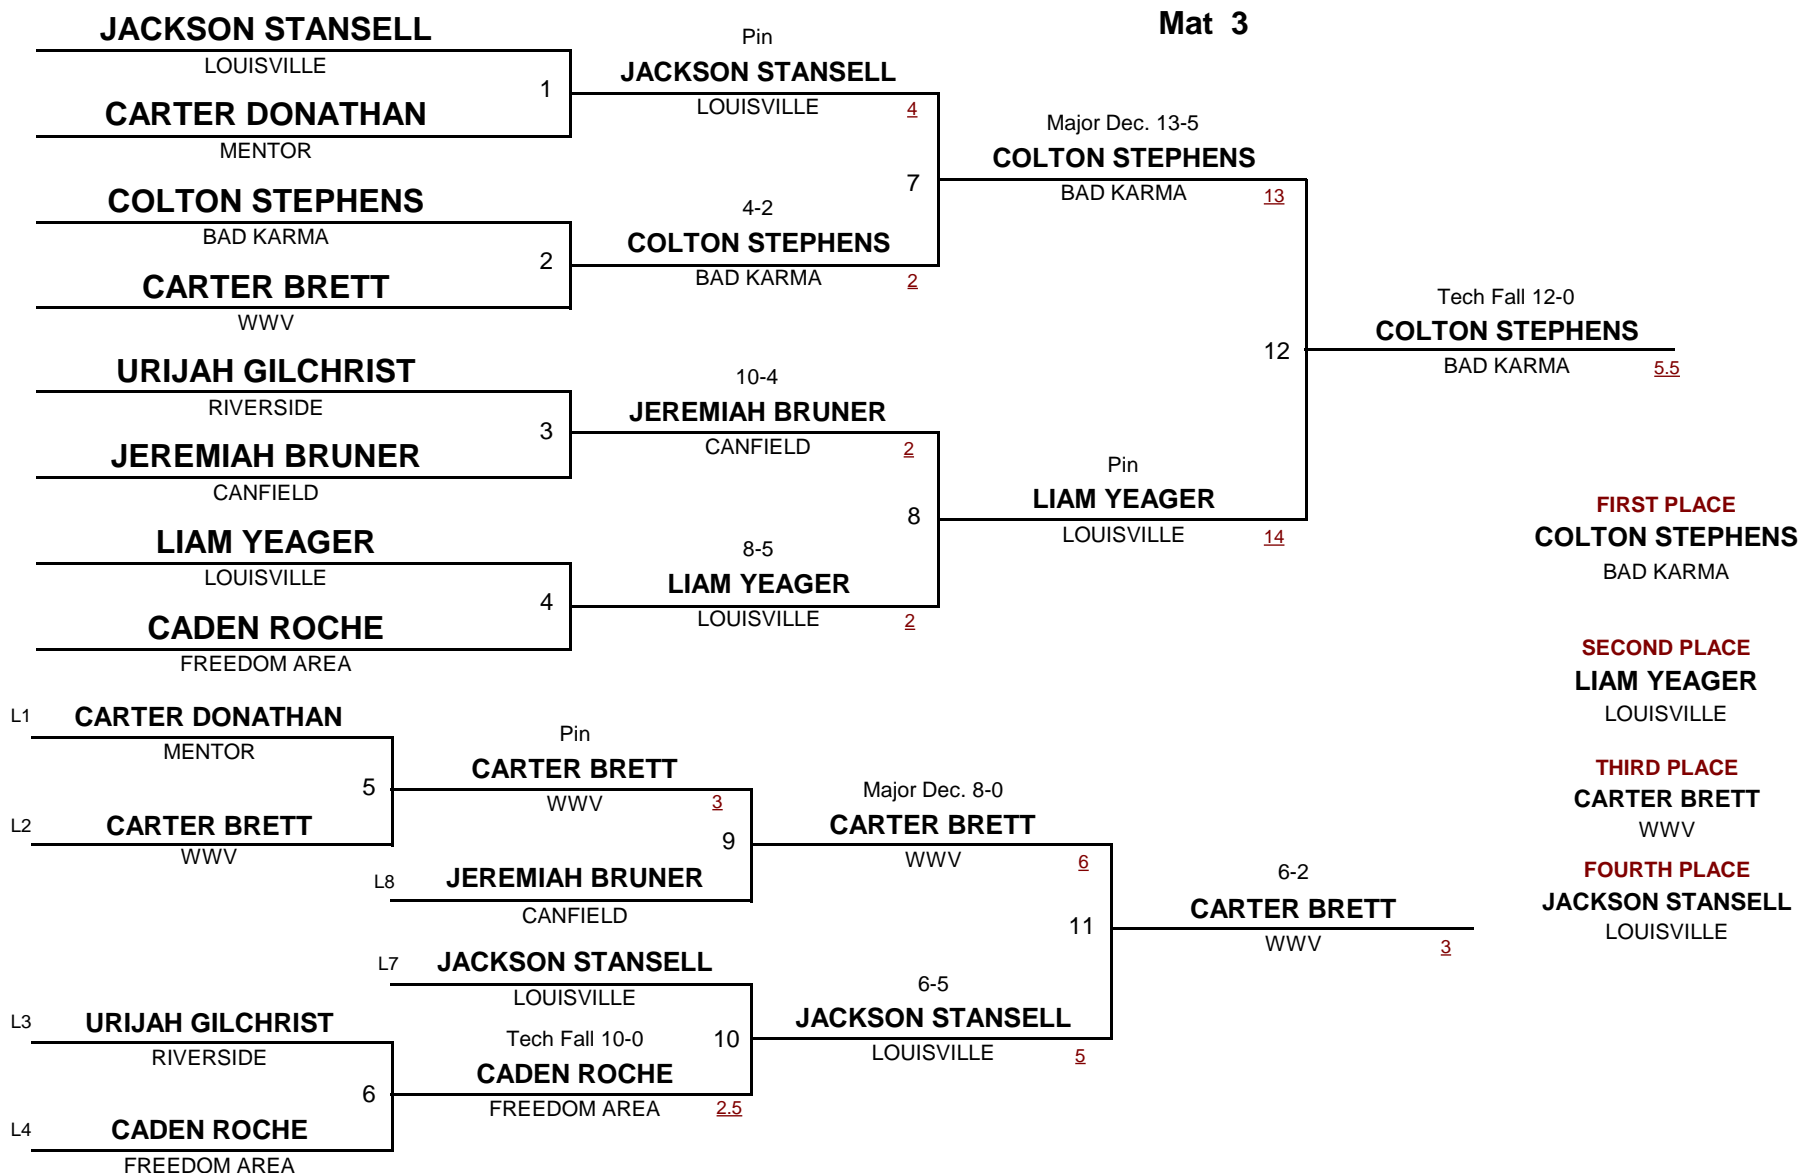 Mat 3
JACKSON STANSELL
LOUISVILLE
1
CARTER DONATHAN
MENTOR
COLTON STEPHENS
BAD KARMA
2
CARTER BRETT
WWV
URIJAH GILCHRIST
RIVERSIDE
3
JEREMIAH BRUNER
CANFIELD
LIAM YEAGER
LOUISVILLE
4
CADEN ROCHE
FREEDOM AREA
Pin
JACKSON STANSELL
LOUISVILLE 4
7
4-2
COLTON STEPHENS
BAD KARMA 2
10-4
JEREMIAH BRUNER
CANFIELD 2
8
8-5
LIAM YEAGER
LOUISVILLE 2
Major Dec. 13-5
COLTON STEPHENS
BAD KARMA 13
12
Pin
LIAM YEAGER
LOUISVILLE 14
Tech Fall 12-0
COLTON STEPHENS
BAD KARMA 5.5
FIRST PLACE
COLTON STEPHENS
BAD KARMA
SECOND PLACE
LIAM YEAGER
LOUISVILLE
THIRD PLACE
CARTER BRETT
WWV
FOURTH PLACE
JACKSON STANSELL
LOUISVILLE
L1 CARTER DONATHAN
MENTOR
5
L2 CARTER BRETT
WWV
L3 URIJAH GILCHRIST
RIVERSIDE
6
L4 CADEN ROCHE
FREEDOM AREA
Pin
CARTER BRETT
WWV 3
9
L8 JEREMIAH BRUNER
CANFIELD
L7 JACKSON STANSELL
LOUISVILLE
10
Tech Fall 10-0
CADEN ROCHE
FREEDOM AREA 2.5
Major Dec. 8-0
CARTER BRETT
WWV 6
11
6-5
JACKSON STANSELL
LOUISVILLE 5
6-2
CARTER BRETT
WWV 3